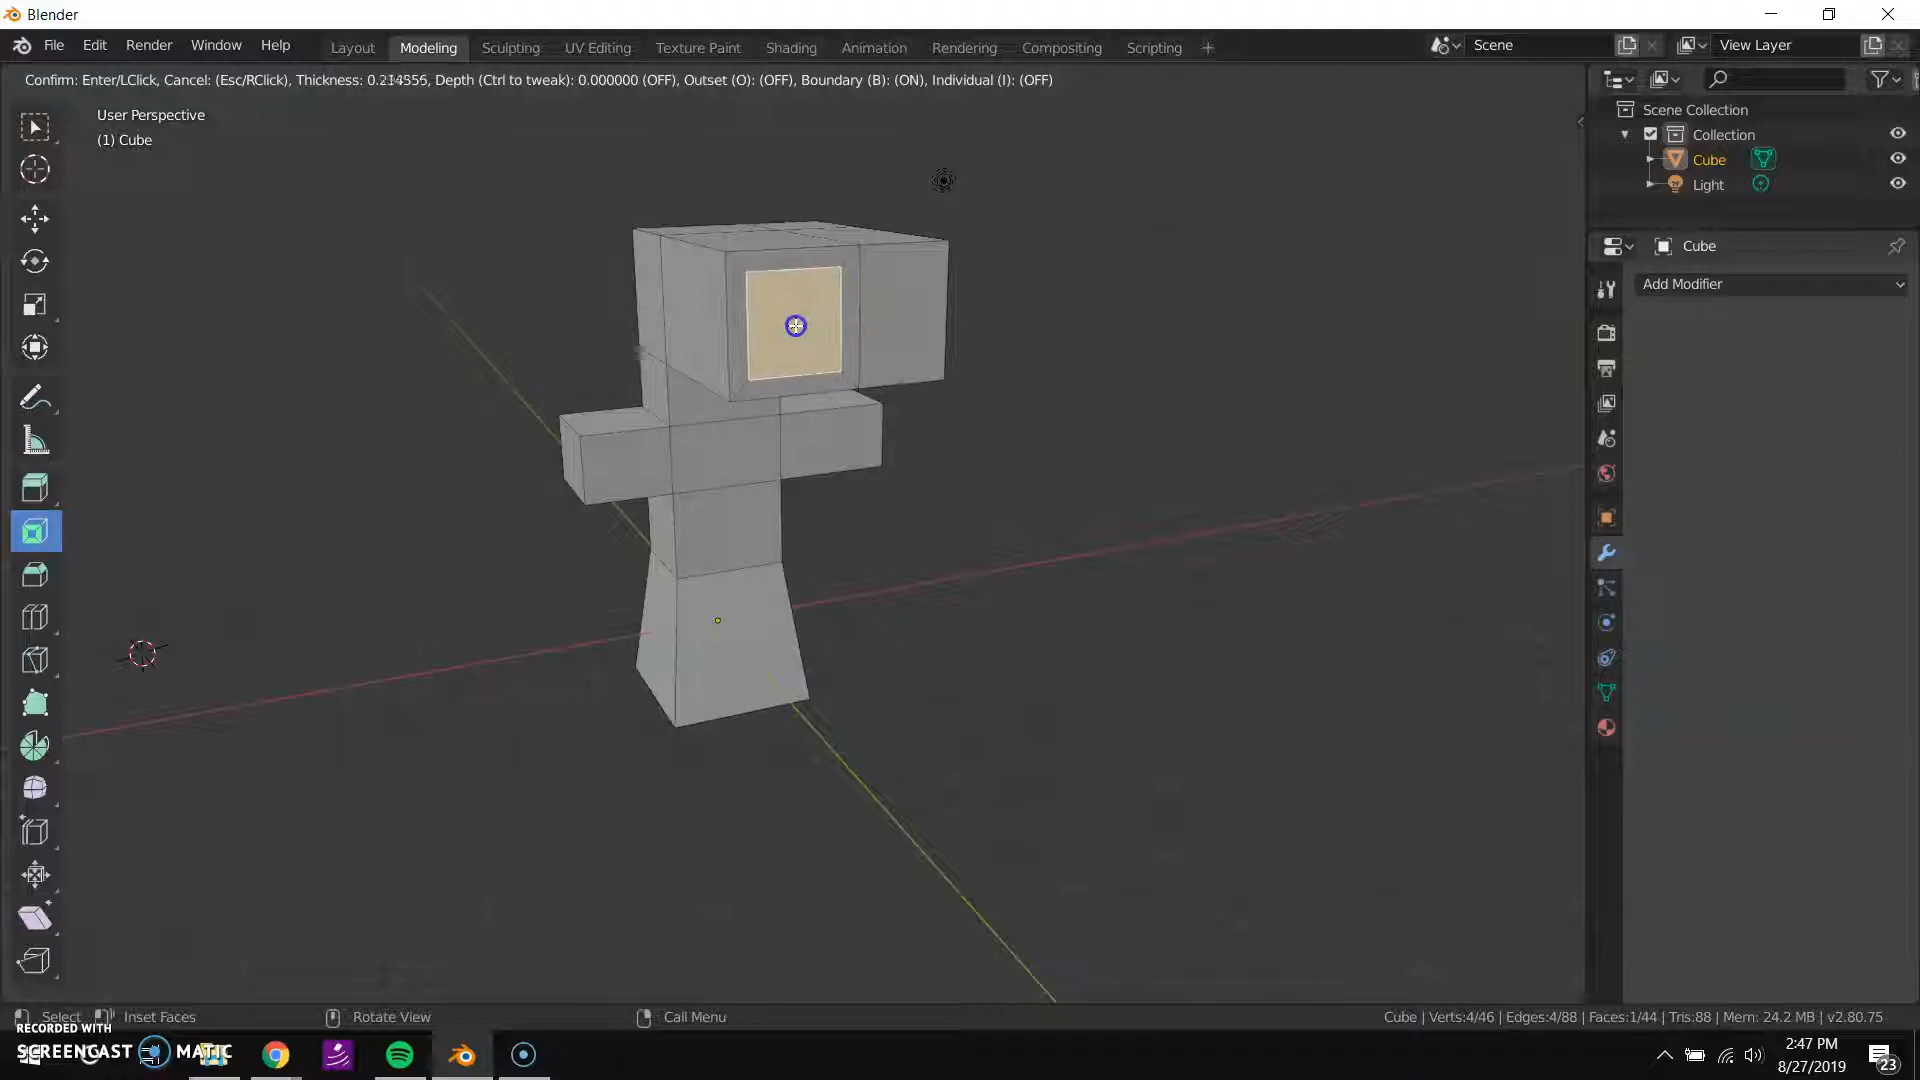 Blender
File Edit Render Window Help Layout Modeling Sculpting UV Editing Texture Paint Shading Animation Rendering Compositing Scripting + Scene View Layer
Confirm: Enter/LClick, Cancel: (Esc/RClick), Thickness: 0.214355, Depth (Ctrl to tweak): 0.000000 (OFF), Outset (O): (OFF), Boundary (B): (ON), Individual (I): (OFF)
User Perspective
(1) Cube
Scene Collection
Collection
Cube
Light
Cube
Add Modifier
Select Inset Faces Rotate View Call Menu Cube | Verts:4/46 | Edges:4/88 | Faces:1/44 | Tris:88 | Mem: 24.2 MB | v2.80.75
RECORDED WITH
SCREENCAST MATIC
2:47 PM
8/27/2019
23